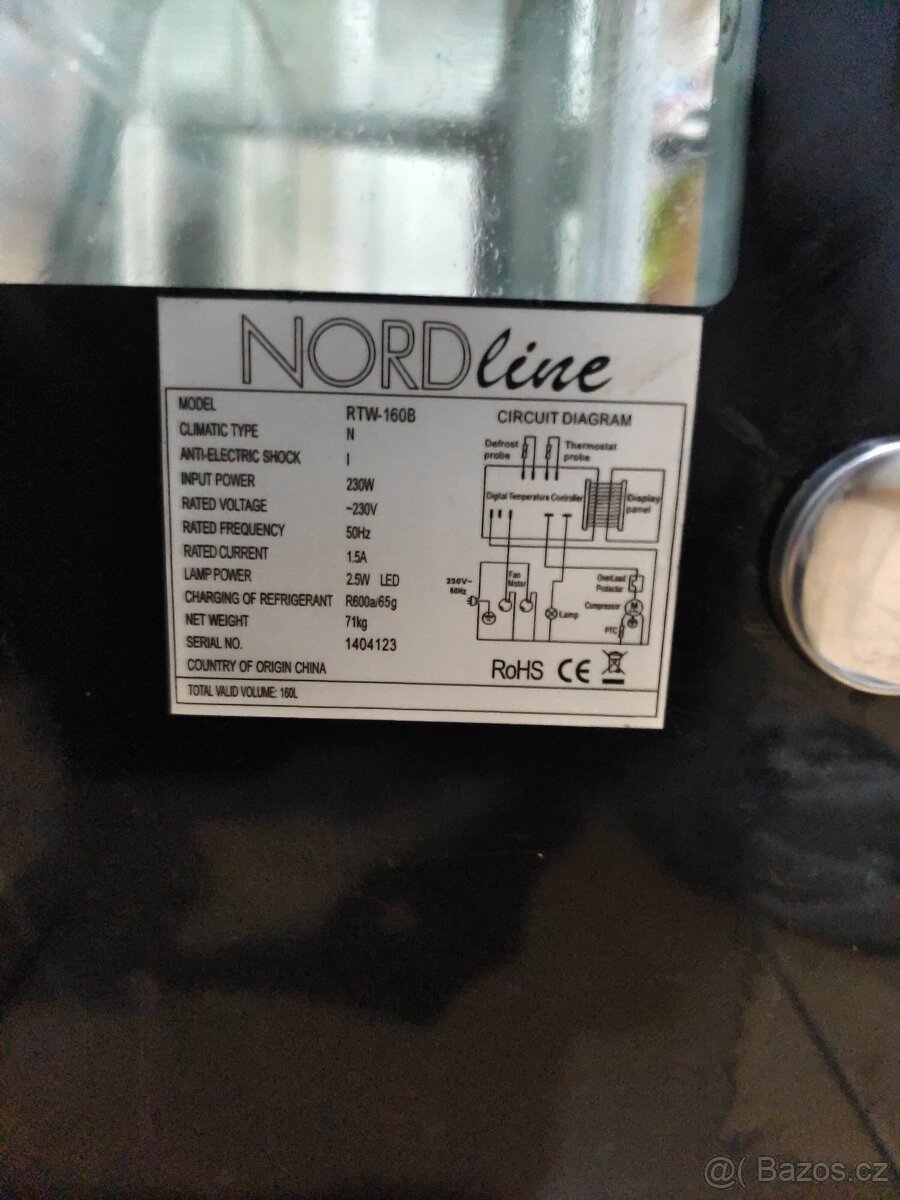 NORDline
MODEL RTW-160B
CLIMATIC TYPE N
ANTI-ELECTRIC SHOCK I
INPUT POWER 230W
RATED VOLTAGE ~230V
RATED FREQUENCY 50Hz
RATED CURRENT 1.5A
LAMP POWER 2.5W LED
CHARGING OF REFRIGERANT R600a/65g
NET WEIGHT 71kg
SERIAL NO. 1404123
COUNTRY OF ORIGIN CHINA
TOTAL VALID VOLUME: 160L
CIRCUIT DIAGRAM
Defrost
probe
Thermostat
probe
Digital Temperature Controller
Display
panel
230V~
60Hz
Fan
Motor
Lamp
OverLoad
Protector
Compressor
M
PTC
RoHS CE
@( Bazos.cz